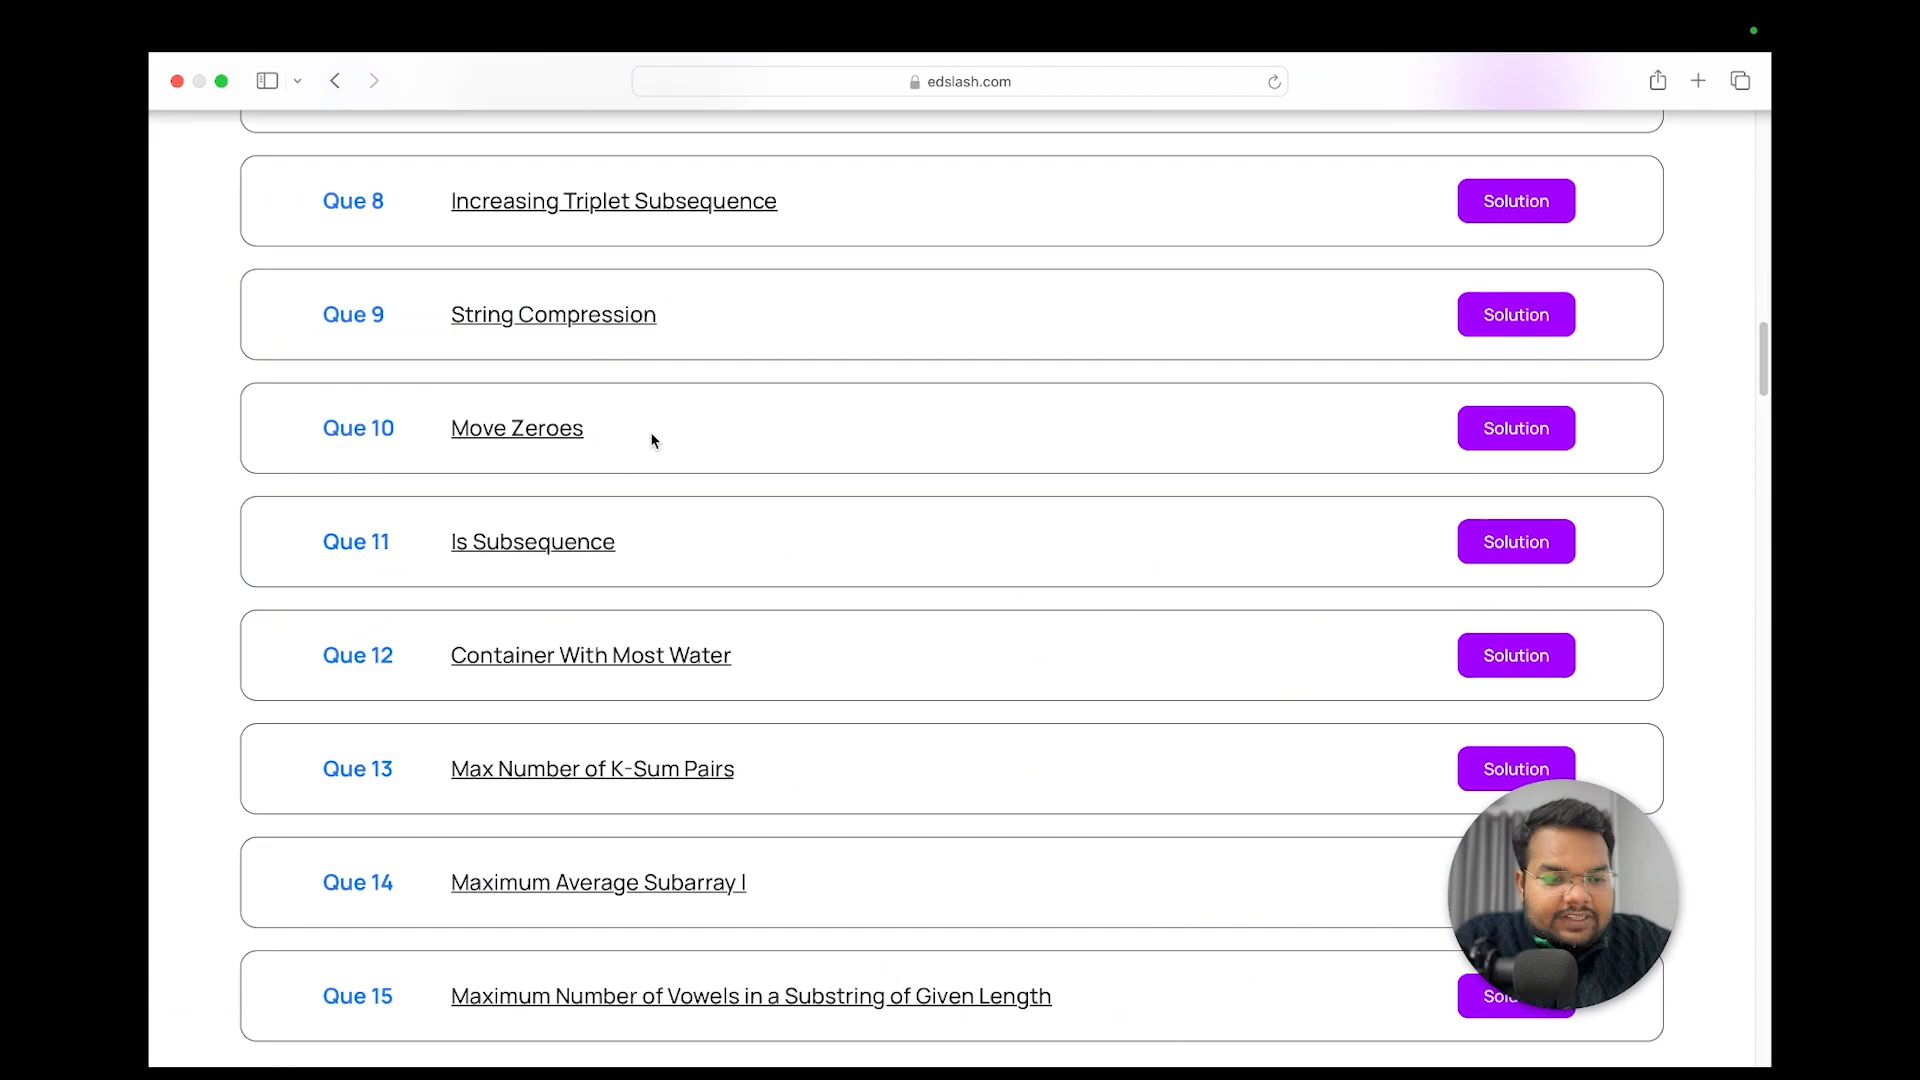 edslash.com
Que 8 Increasing Triplet Subsequence Solution
Que 9 String Compression Solution
Que 10 Move Zeroes Solution
Que 11 Is Subsequence Solution
Que 12 Container With Most Water Solution
Que 13 Max Number of K-Sum Pairs Solution
Que 14 Maximum Average Subarray I
Que 15 Maximum Number of Vowels in a Substring of Given Length